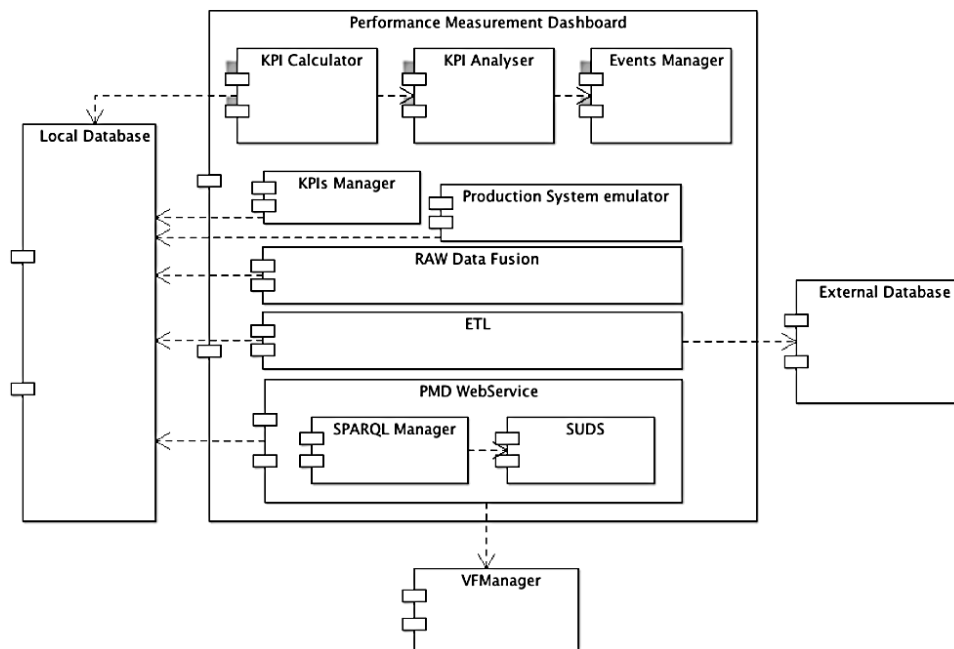 Performance Measurement Dashboard
KPI Calculator
KPI Analyser
Events Manager
Local Database
KPIs Manager
Production System emulator
RAW Data Fusion
External Database
ETL
PMD WebService
SPARQL Manager
SUDS
VFManager